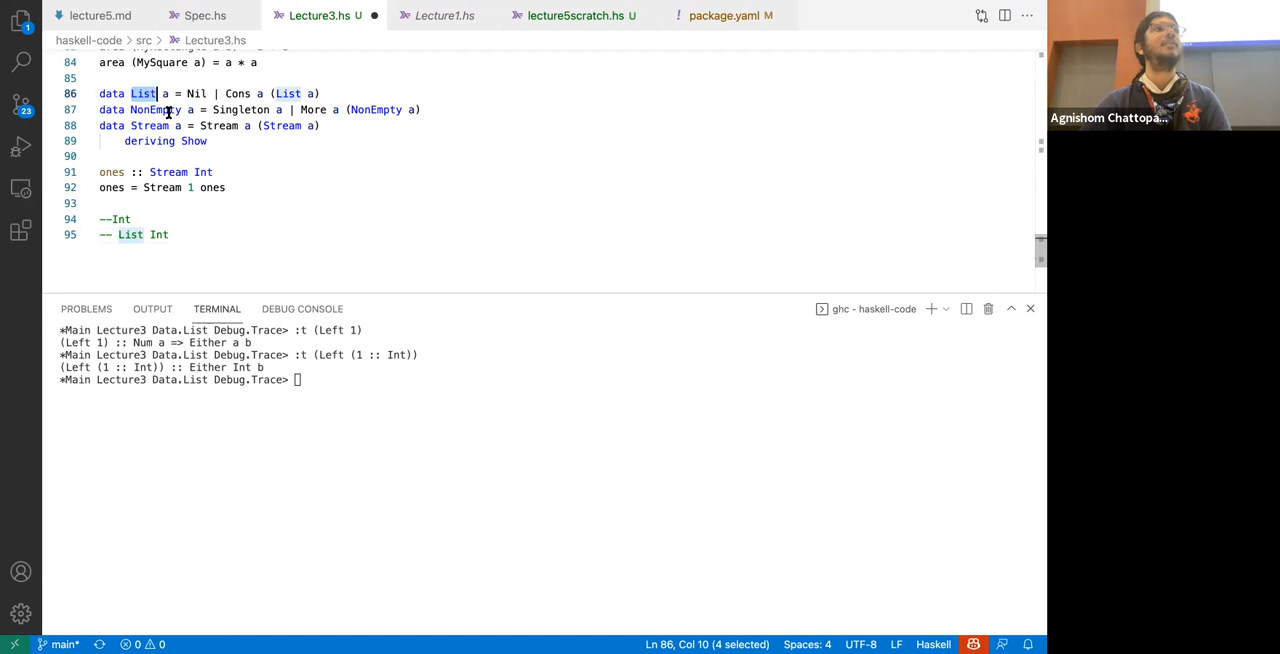 lecture5.md Spec.hs Lecture3.hs U Lecture1.hs lecture5scratch.hs U ! package.yaml M
haskell-code > src > Lecture3.hs
84 area (MySquare a) = a * a
85
86 data List a = Nil | Cons a (List a)
87 data NonEmpty a = Singleton a | More a (NonEmpty a)
88 data Stream a = Stream a (Stream a)
89 deriving Show
90
91 ones :: Stream Int
92 ones = Stream 1 ones
93
94 --Int
95 -- List Int
1
23
Agnishom Chattopa...
PROBLEMS OUTPUT TERMINAL DEBUG CONSOLE ghc - haskell-code
*Main Lecture3 Data.List Debug.Trace> :t (Left 1)
(Left 1) :: Num a => Either a b
*Main Lecture3 Data.List Debug.Trace> :t (Left (1 :: Int))
(Left (1 :: Int)) :: Either Int b
*Main Lecture3 Data.List Debug.Trace>
main* 0 0 Ln 86, Col 10 (4 selected) Spaces: 4 UTF-8 LF Haskell